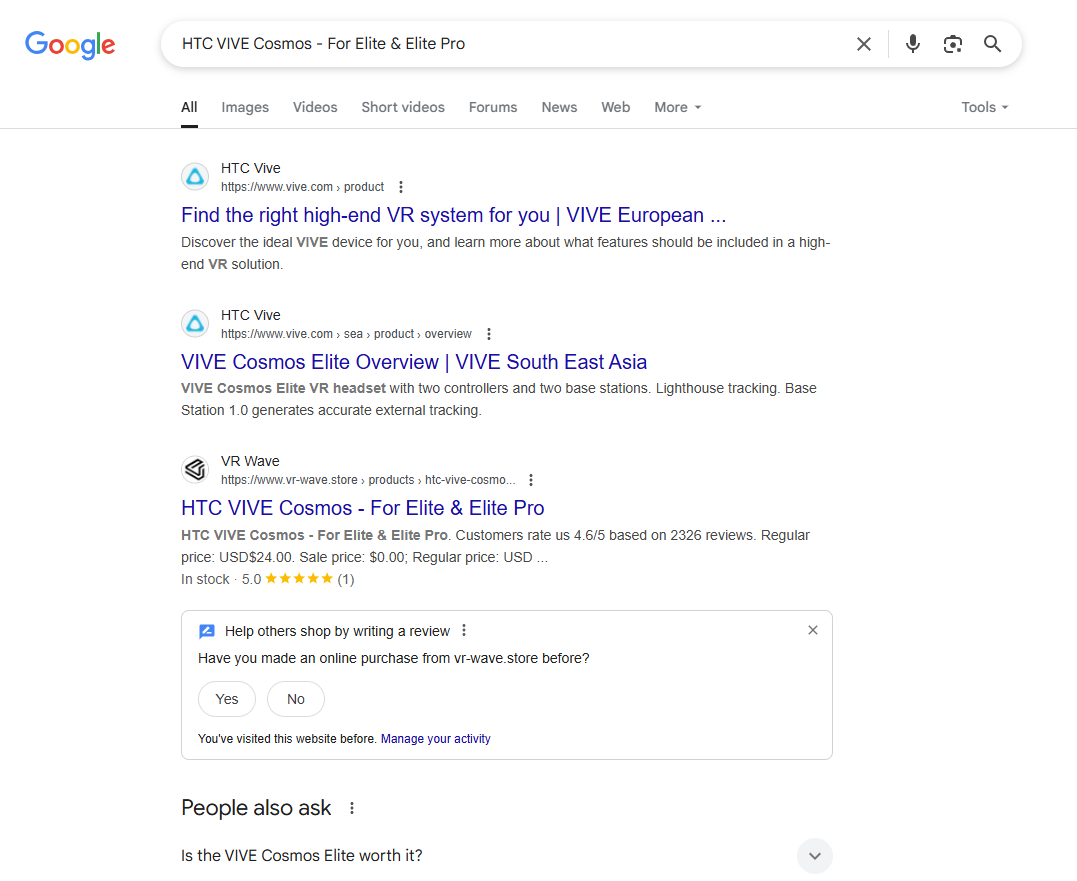 Google
HTC VIVE Cosmos - For Elite & Elite Pro
All Images Videos Short videos Forums News Web More Tools
HTC Vive
https://www.vive.com › product
Find the right high-end VR system for you | VIVE European ...
Discover the ideal VIVE device for you, and learn more about what features should be included in a high-
end VR solution.
HTC Vive
https://www.vive.com › sea › product › overview
VIVE Cosmos Elite Overview | VIVE South East Asia
VIVE Cosmos Elite VR headset with two controllers and two base stations. Lighthouse tracking. Base
Station 1.0 generates accurate external tracking.
VR Wave
https://www.vr-wave.store › products › htc-vive-cosmo...
HTC VIVE Cosmos - For Elite & Elite Pro
HTC VIVE Cosmos - For Elite & Elite Pro. Customers rate us 4.6/5 based on 2326 reviews. Regular
price: USD$24.00. Sale price: $0.00; Regular price: USD ...
In stock · 5.0 ★★★★★ (1)
Help others shop by writing a review
Have you made an online purchase from vr-wave.store before?
Yes No
You've visited this website before. Manage your activity
People also ask
Is the VIVE Cosmos Elite worth it?